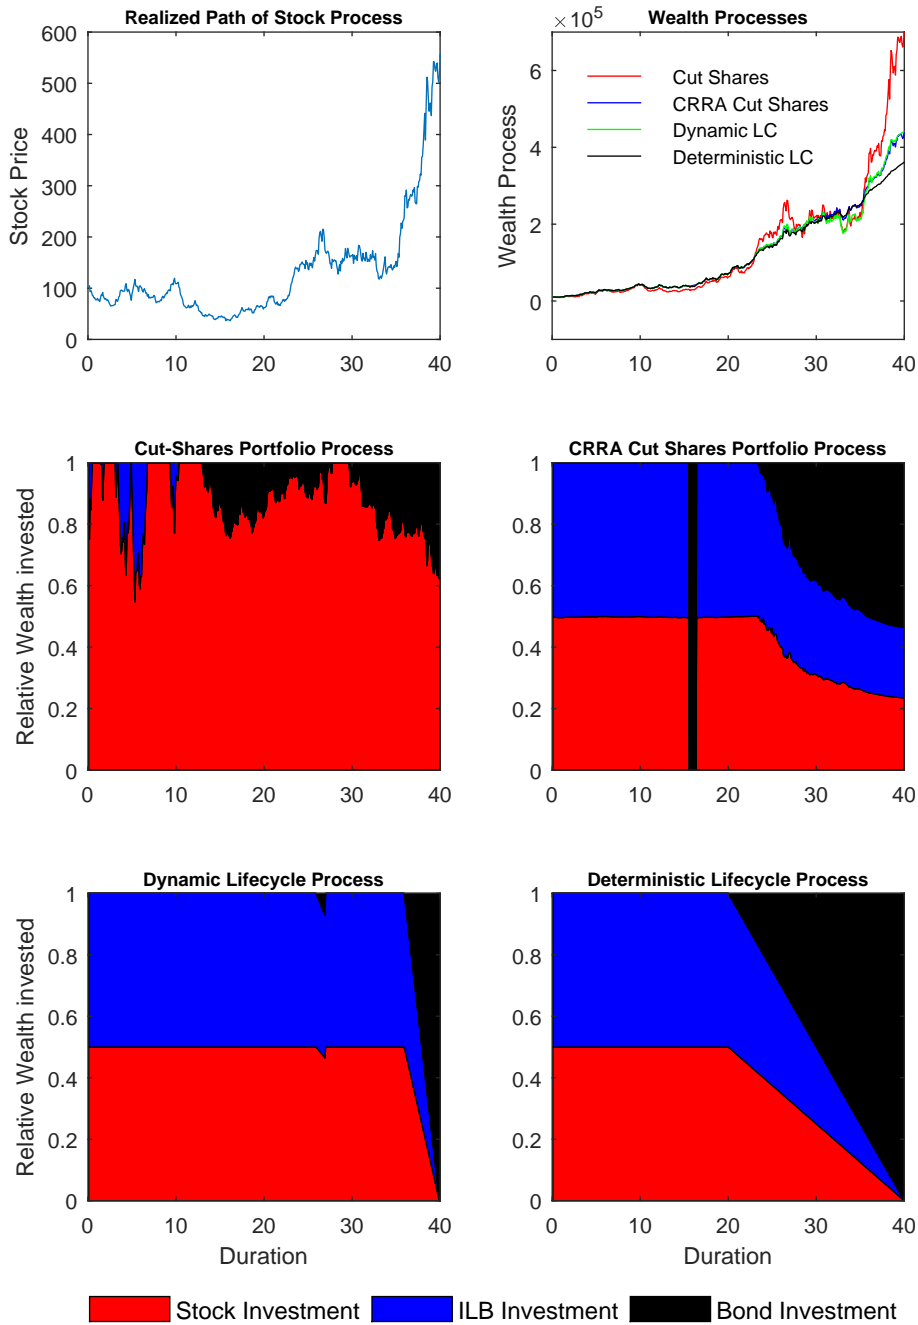 Realized Path of Stock Process
Stock Price
600
500
400
300
200
100
0
0 10 20 30 40
Wealth Processes
× 10^5
Wealth Process
6
4
2
0
Cut Shares
CRRA Cut Shares
Dynamic LC
Deterministic LC
0 10 20 30 40
Cut-Shares Portfolio Process
Relative Wealth invested
1
0.8
0.6
0.4
0.2
0
0 10 20 30 40
CRRA Cut Shares Portfolio Process
1
0.8
0.6
0.4
0.2
0
0 10 20 30 40
Dynamic Lifecycle Process
Relative Wealth invested
1
0.8
0.6
0.4
0.2
0
0 10 20 30 40
Duration
Deterministic Lifecycle Process
1
0.8
0.6
0.4
0.2
0
0 10 20 30 40
Duration
Stock Investment ILB Investment Bond Investment